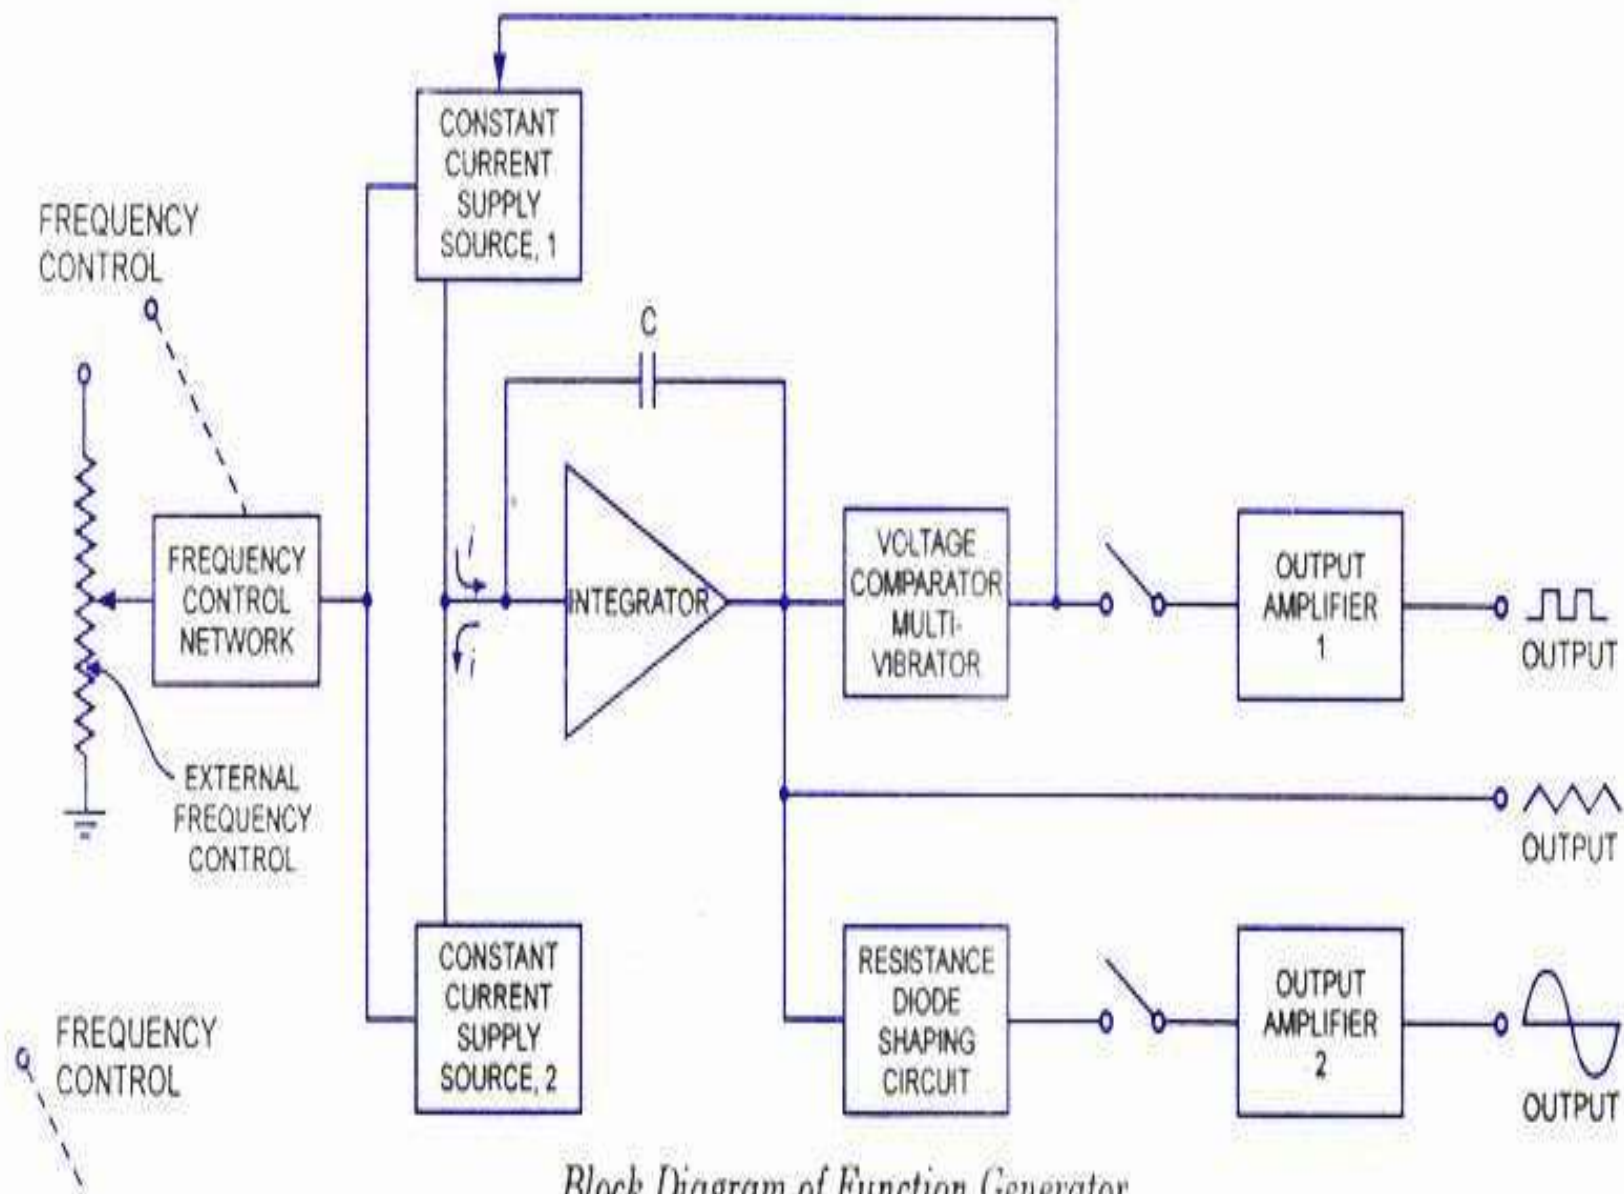 CONSTANT
CURRENT
SUPPLY
SOURCE, 1
FREQUENCY
CONTROL
C
i
FREQUENCY
CONTROL
NETWORK
INTEGRATOR
i
VOLTAGE
COMPARATOR
MULTI-
VIBRATOR
OUTPUT
AMPLIFIER
1
OUTPUT
EXTERNAL
FREQUENCY
CONTROL
OUTPUT
CONSTANT
CURRENT
SUPPLY
SOURCE, 2
RESISTANCE
DIODE
SHAPING
CIRCUIT
OUTPUT
AMPLIFIER
2
OUTPUT
FREQUENCY
CONTROL
Block Diagram of Function Generator